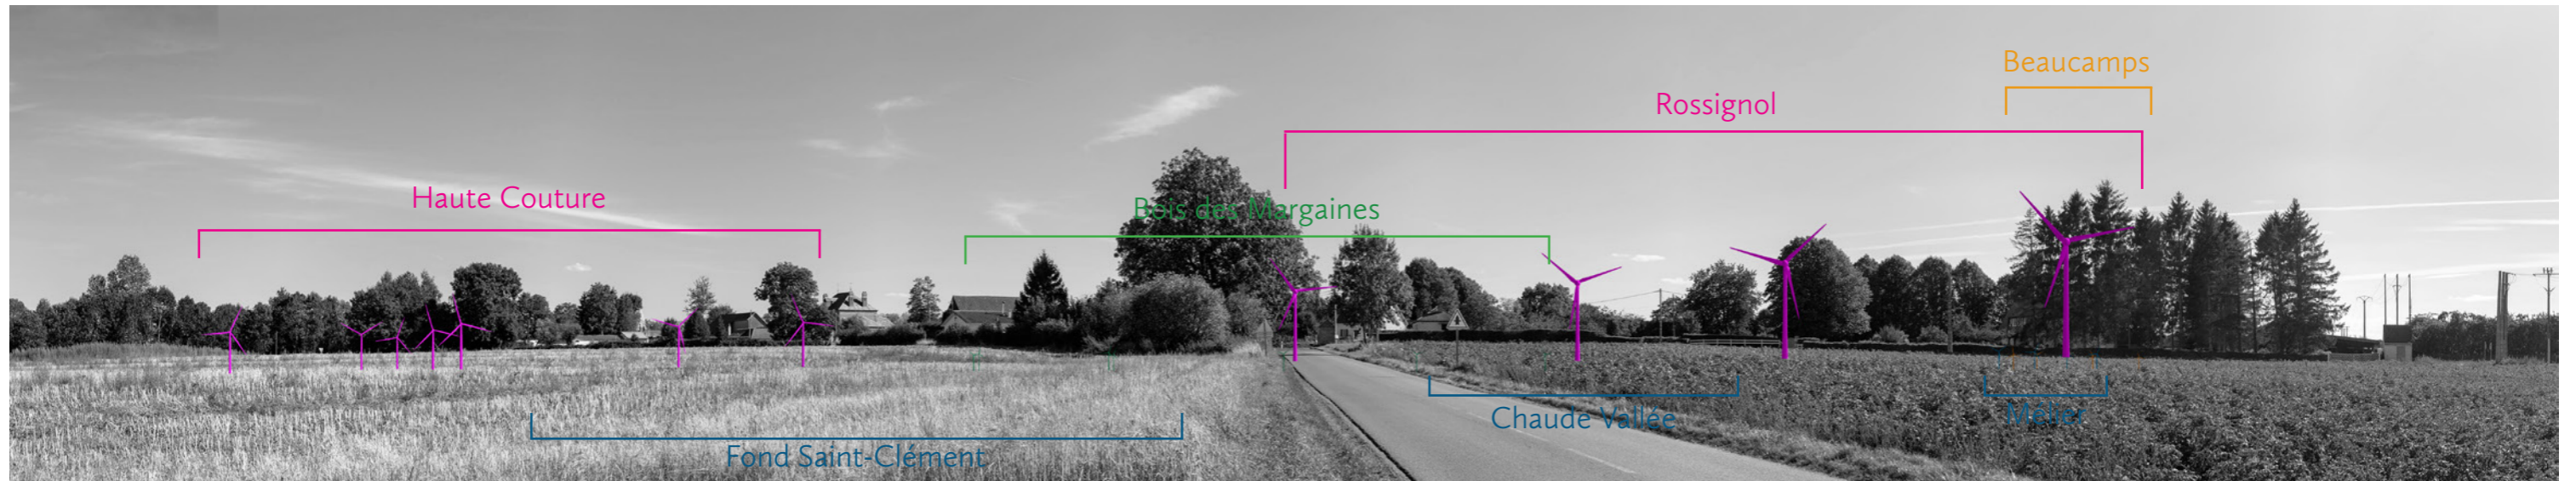 Beaucamps
Rossignol
Haute Couture
Bois des Margaines
Chaude Vallée
Mélier
Fond Saint-Clément